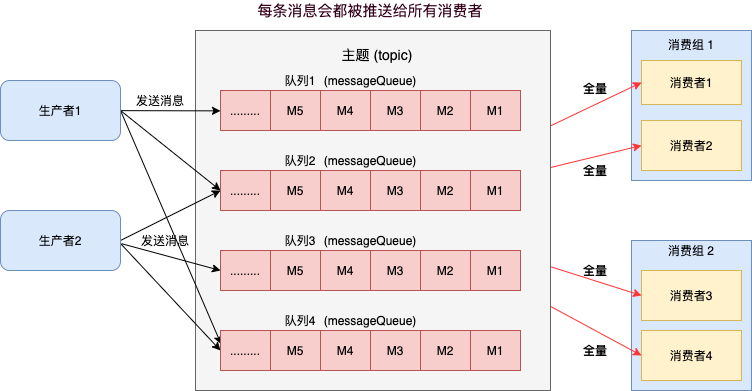 每条消息会都被推送给所有消费者
主题 (topic)
队列1 (messageQueue)
......... M5 M4 M3 M2 M1
队列2 (messageQueue)
......... M5 M4 M3 M2 M1
队列3 (messageQueue)
......... M5 M4 M3 M2 M1
队列4 (messageQueue)
......... M5 M4 M3 M2 M1
生产者1
发送消息
生产者2
发送消息
全量
全量
消费组 1
消费者1
消费者2
全量
全量
消费组 2
消费者3
消费者4